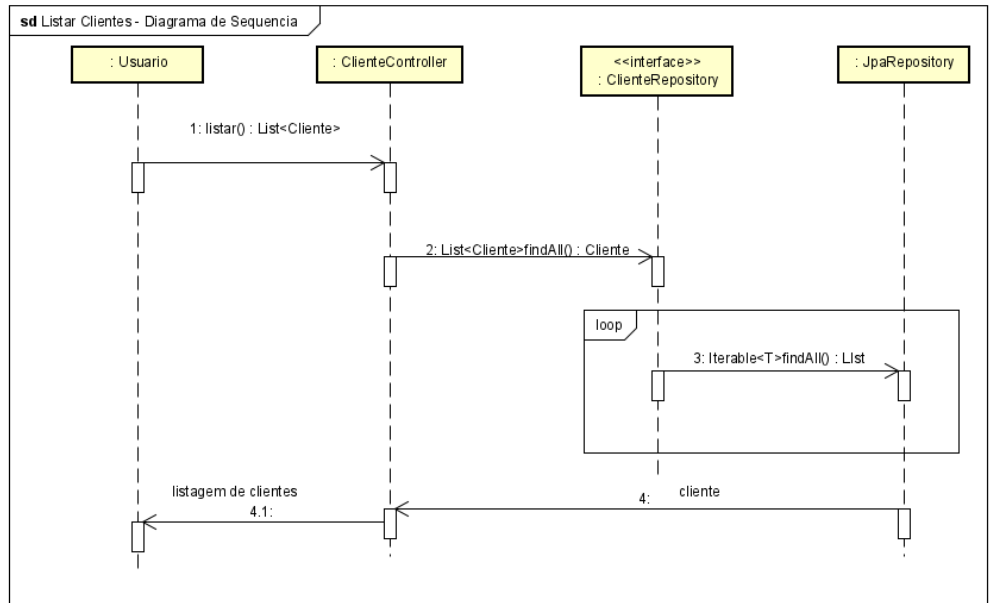 sd Listar Clientes - Diagrama de Sequencia
: Usuario
: ClienteController
<<interface>>
: ClienteRepository
: JpaRepository
1: listar() : List<Cliente>
2: List<Cliente>findAll() : Cliente
loop
3: Iterable<T>findAll() : LIst
cliente
4:
listagem de clientes
4.1: